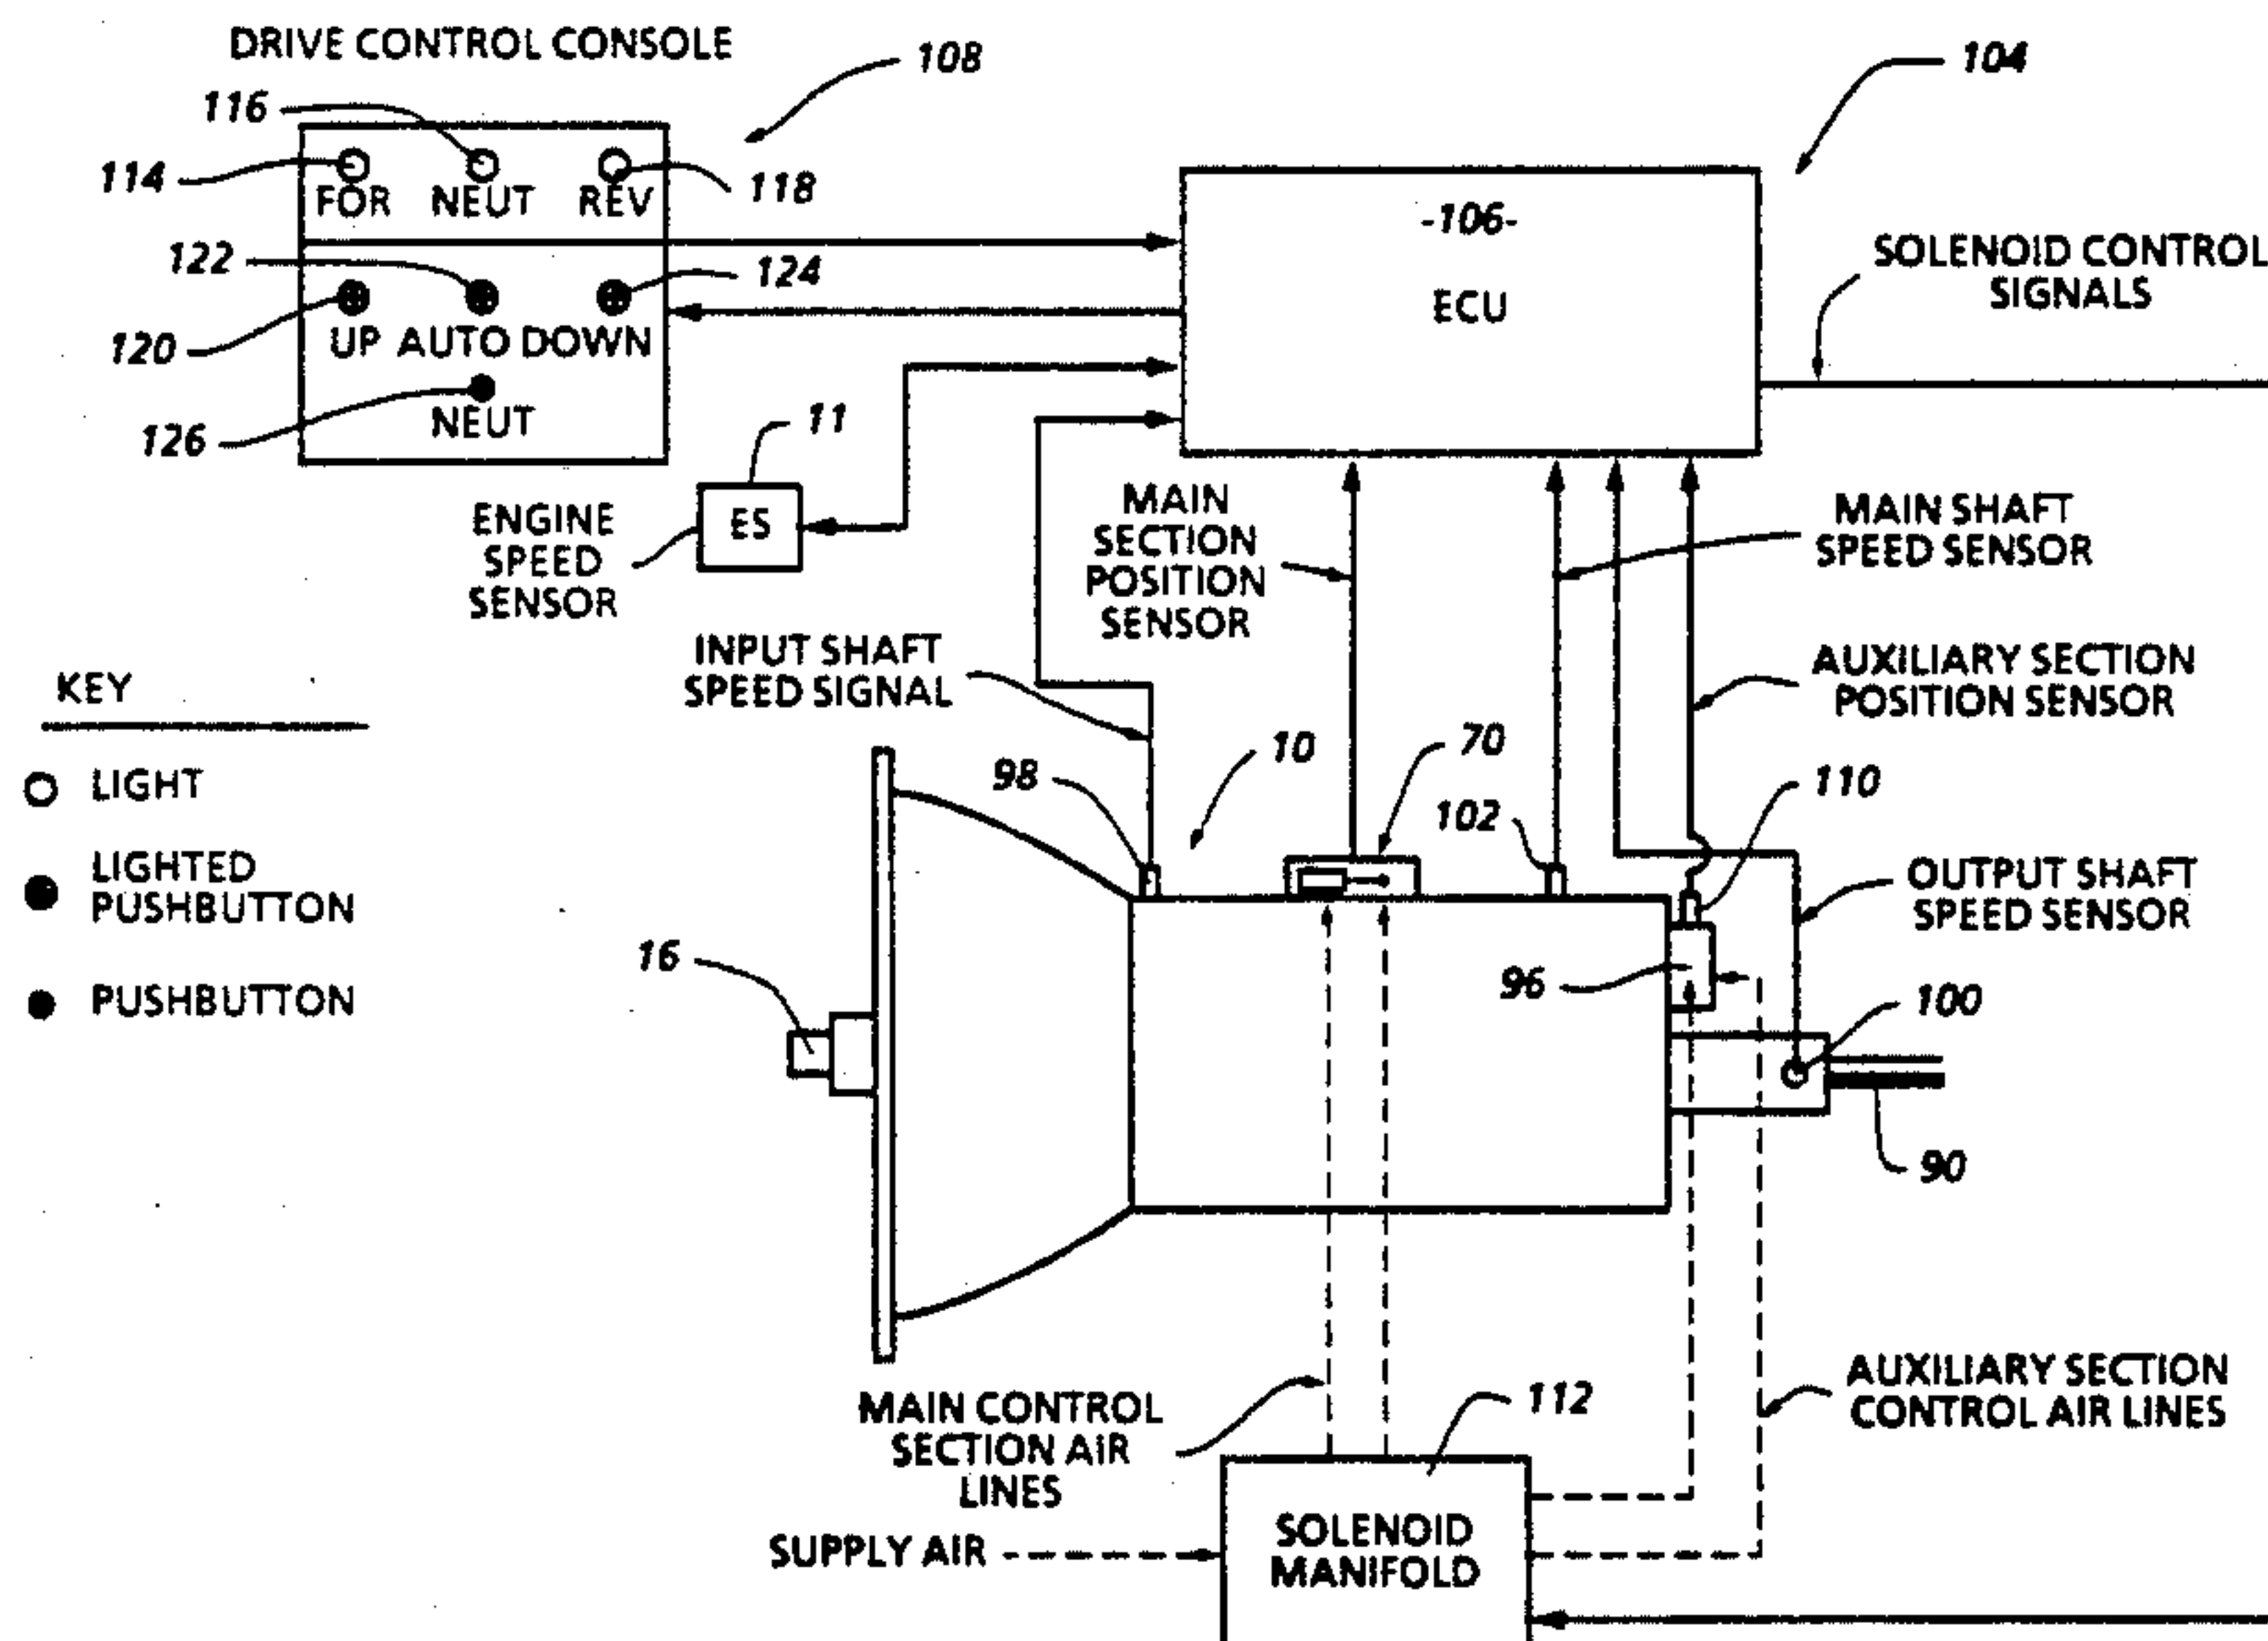 DRIVE CONTROL CONSOLE
108
104
116
114
118
FOR NEUT REV
-106-
ECU
SOLENOID CONTROL
SIGNALS
122
124
120
UP AUTO DOWN
126
NEUT
11
ES
ENGINE
SPEED
SENSOR
MAIN
SECTION
POSITION
SENSOR
MAIN SHAFT
SPEED SENSOR
INPUT SHAFT
SPEED SIGNAL
AUXILIARY SECTION
POSITION SENSOR
KEY
LIGHT
LIGHTED
PUSHBUTTON
PUSHBUTTON
98
10
70
102
110
OUTPUT SHAFT
SPEED SENSOR
16
96
100
90
MAIN CONTROL
SECTION AIR
LINES
112
AUXILIARY SECTION
CONTROL AIR LINES
SUPPLY AIR
SOLENOID
MANIFOLD